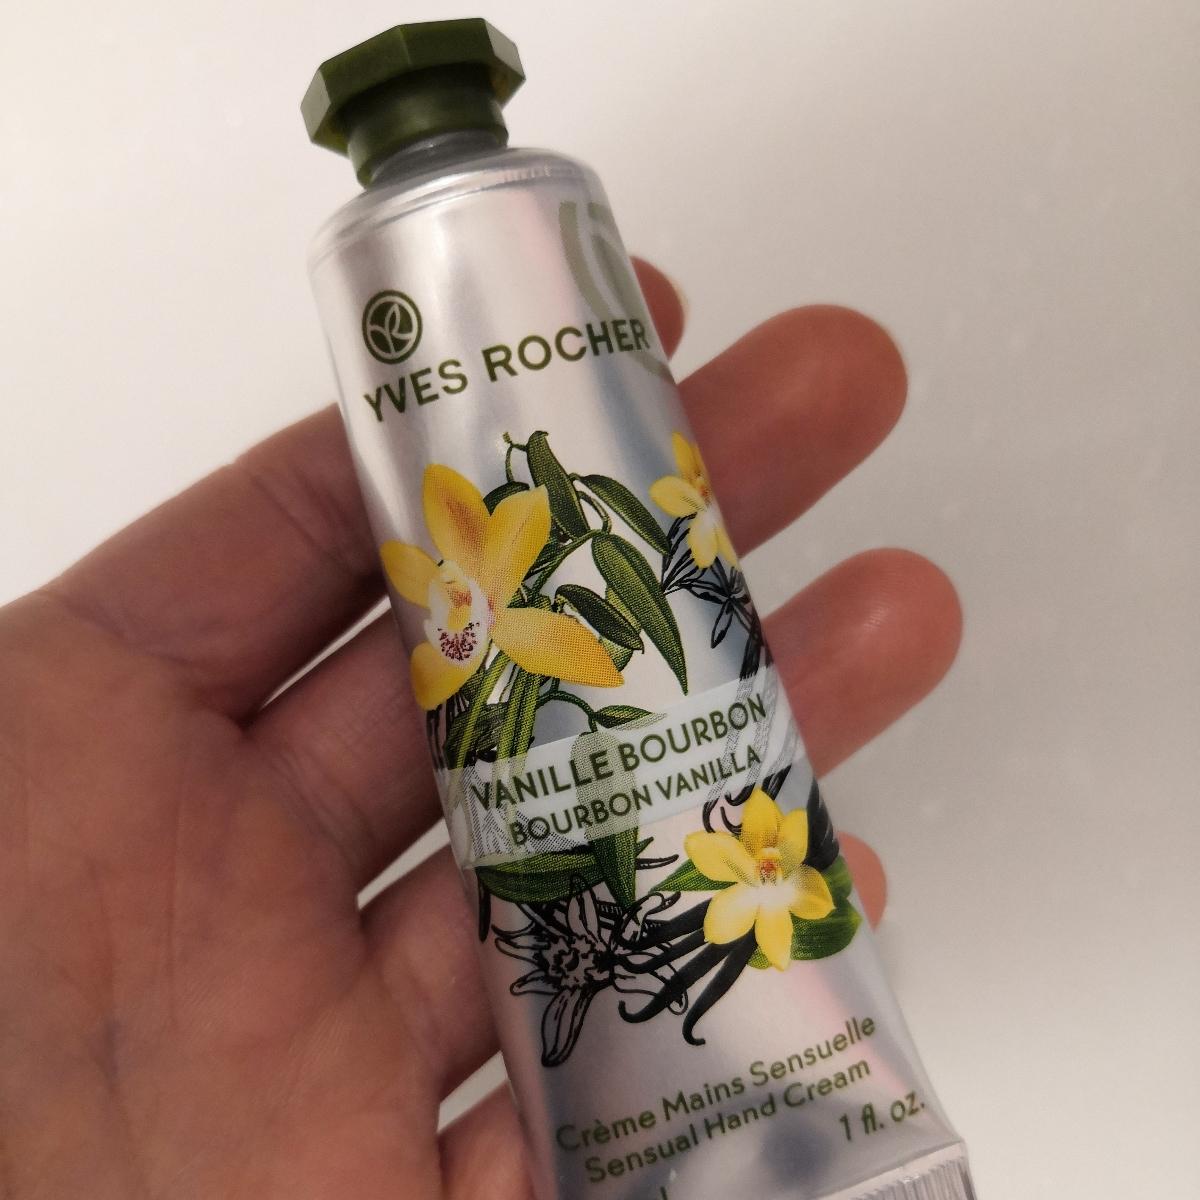 YVES ROCHER
VANILLE BOURBON
BOURBON VANILLA
Crème Mains Sensuelle
Sensual Hand Cream
1 fl. oz.